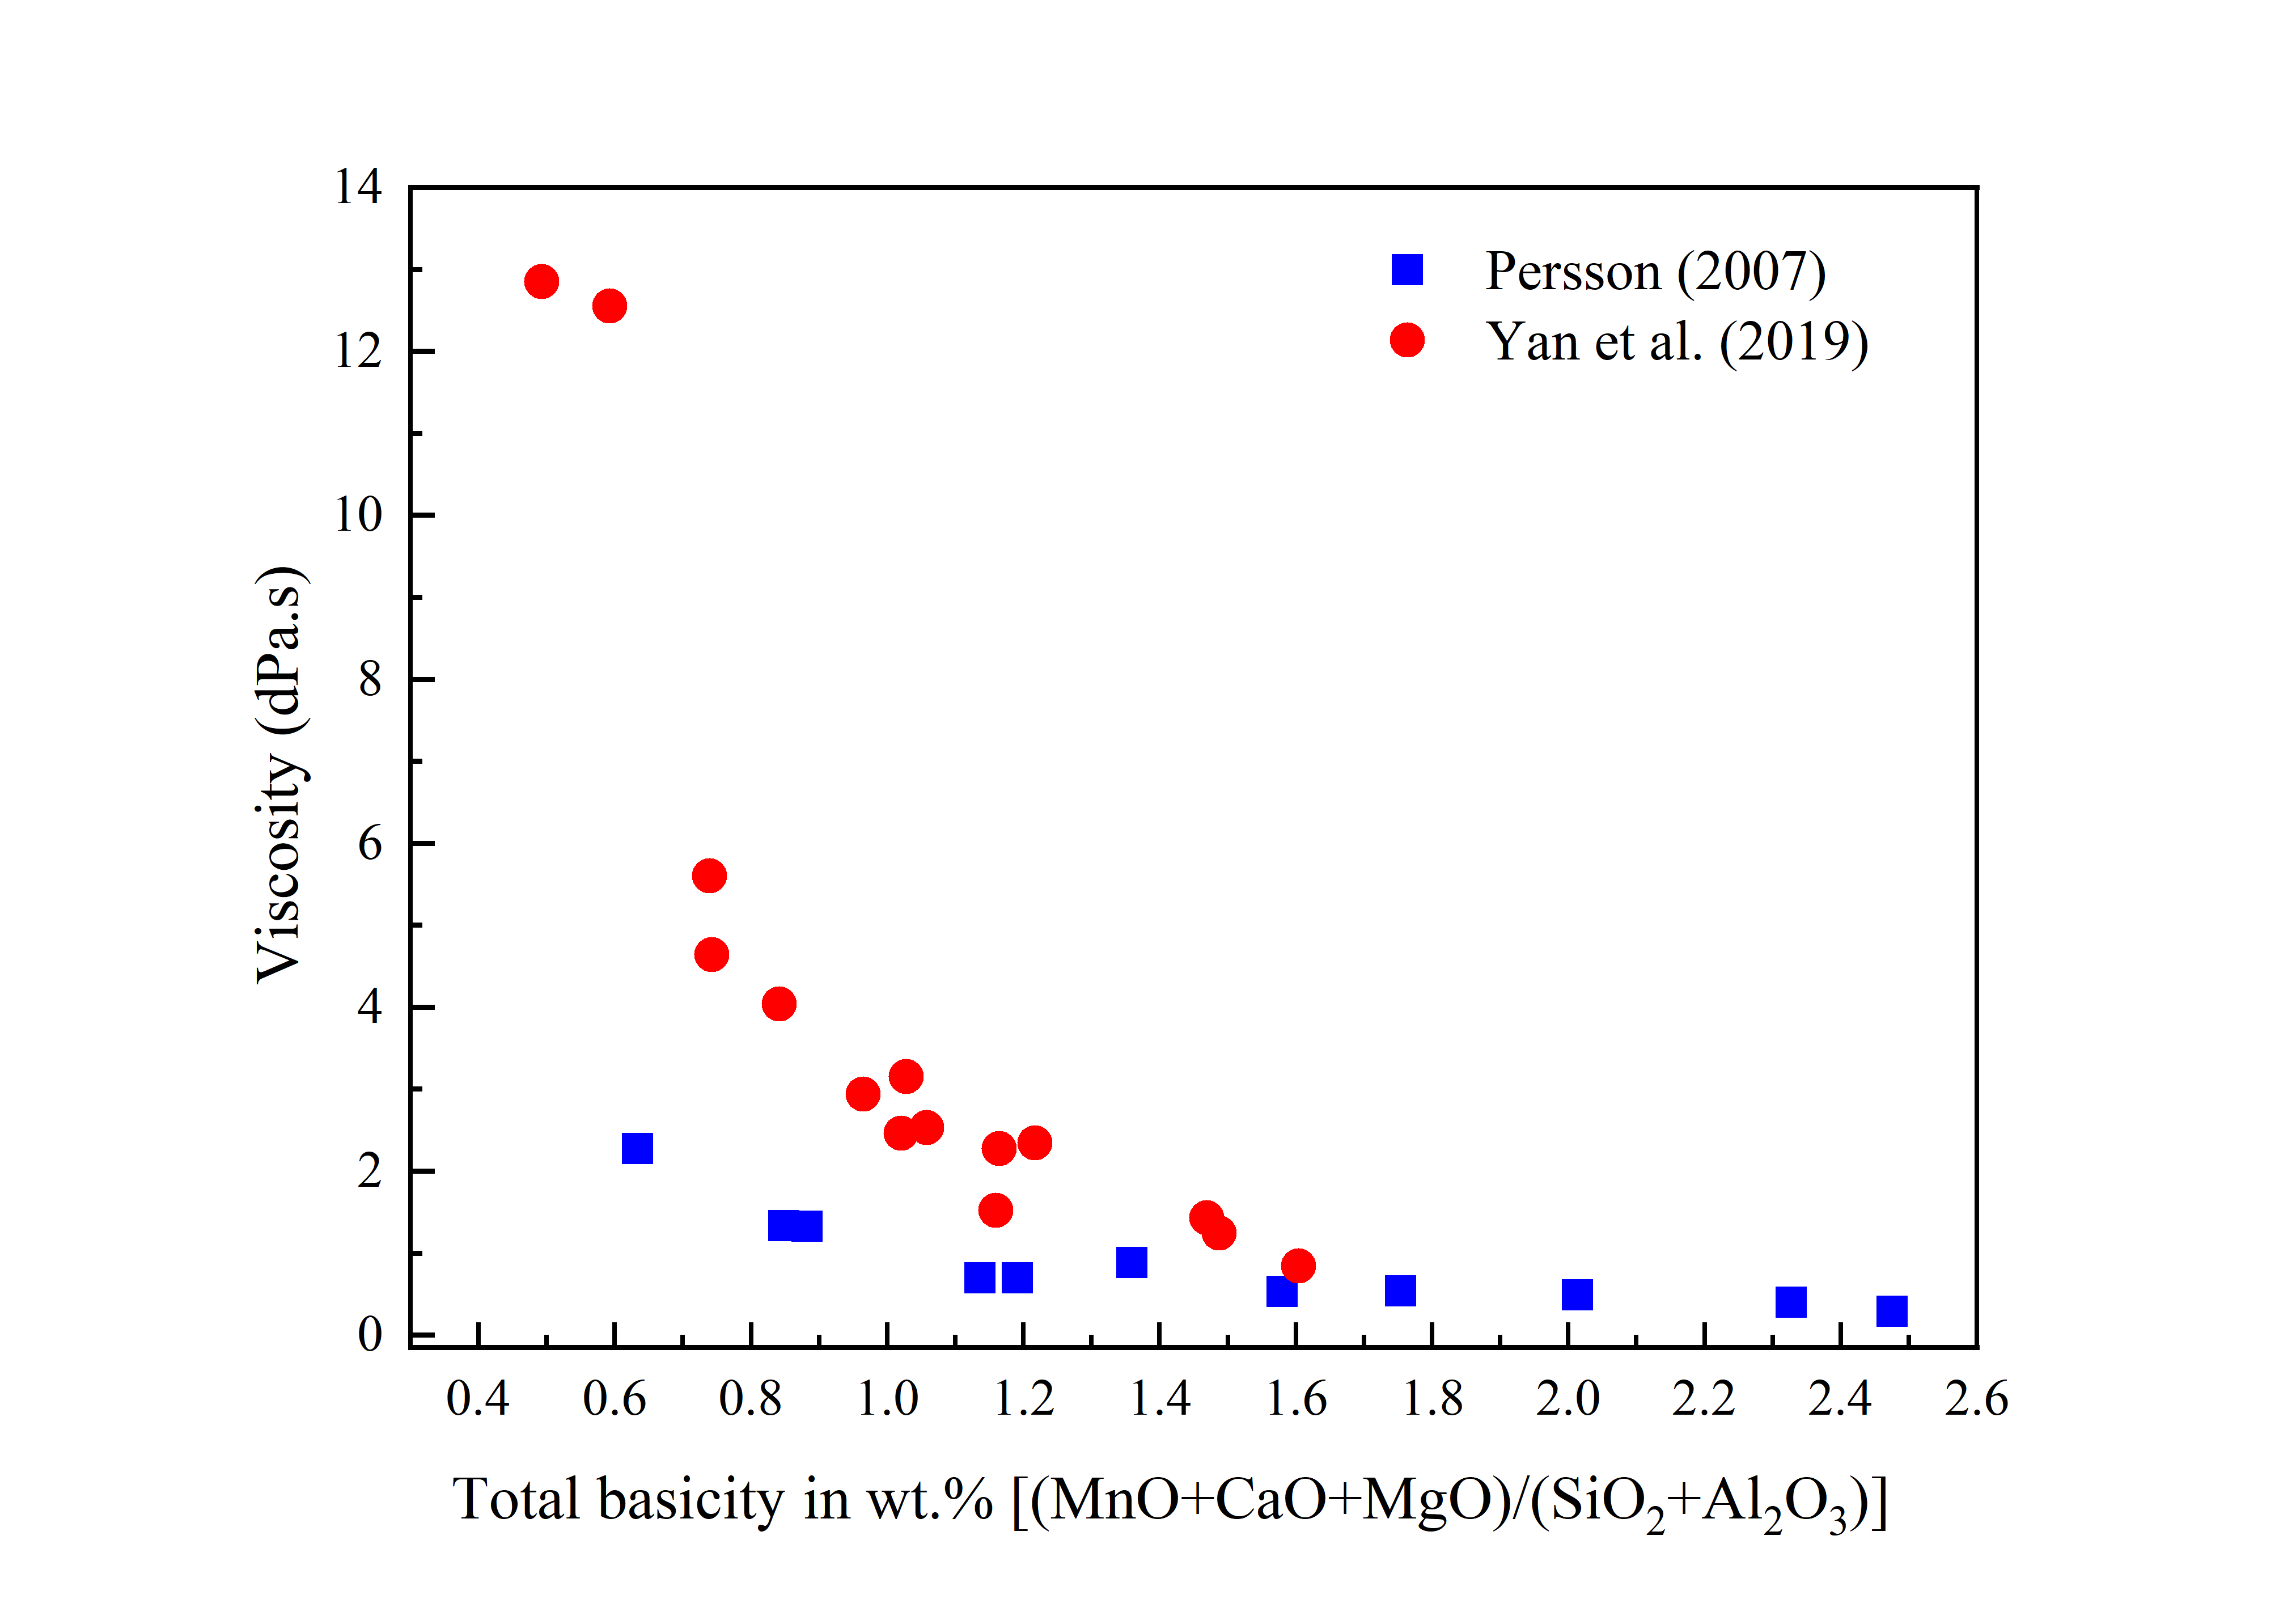 14
12
10
8
6
4
2
0
Viscosity (dPa.s)
Persson (2007)
Yan et al. (2019)
0.4 0.6 0.8 1.0 1.2 1.4 1.6 1.8 2.0 2.2 2.4 2.6
Total basicity in wt.% [(MnO+CaO+MgO)/(SiO₂+Al₂O₃)]